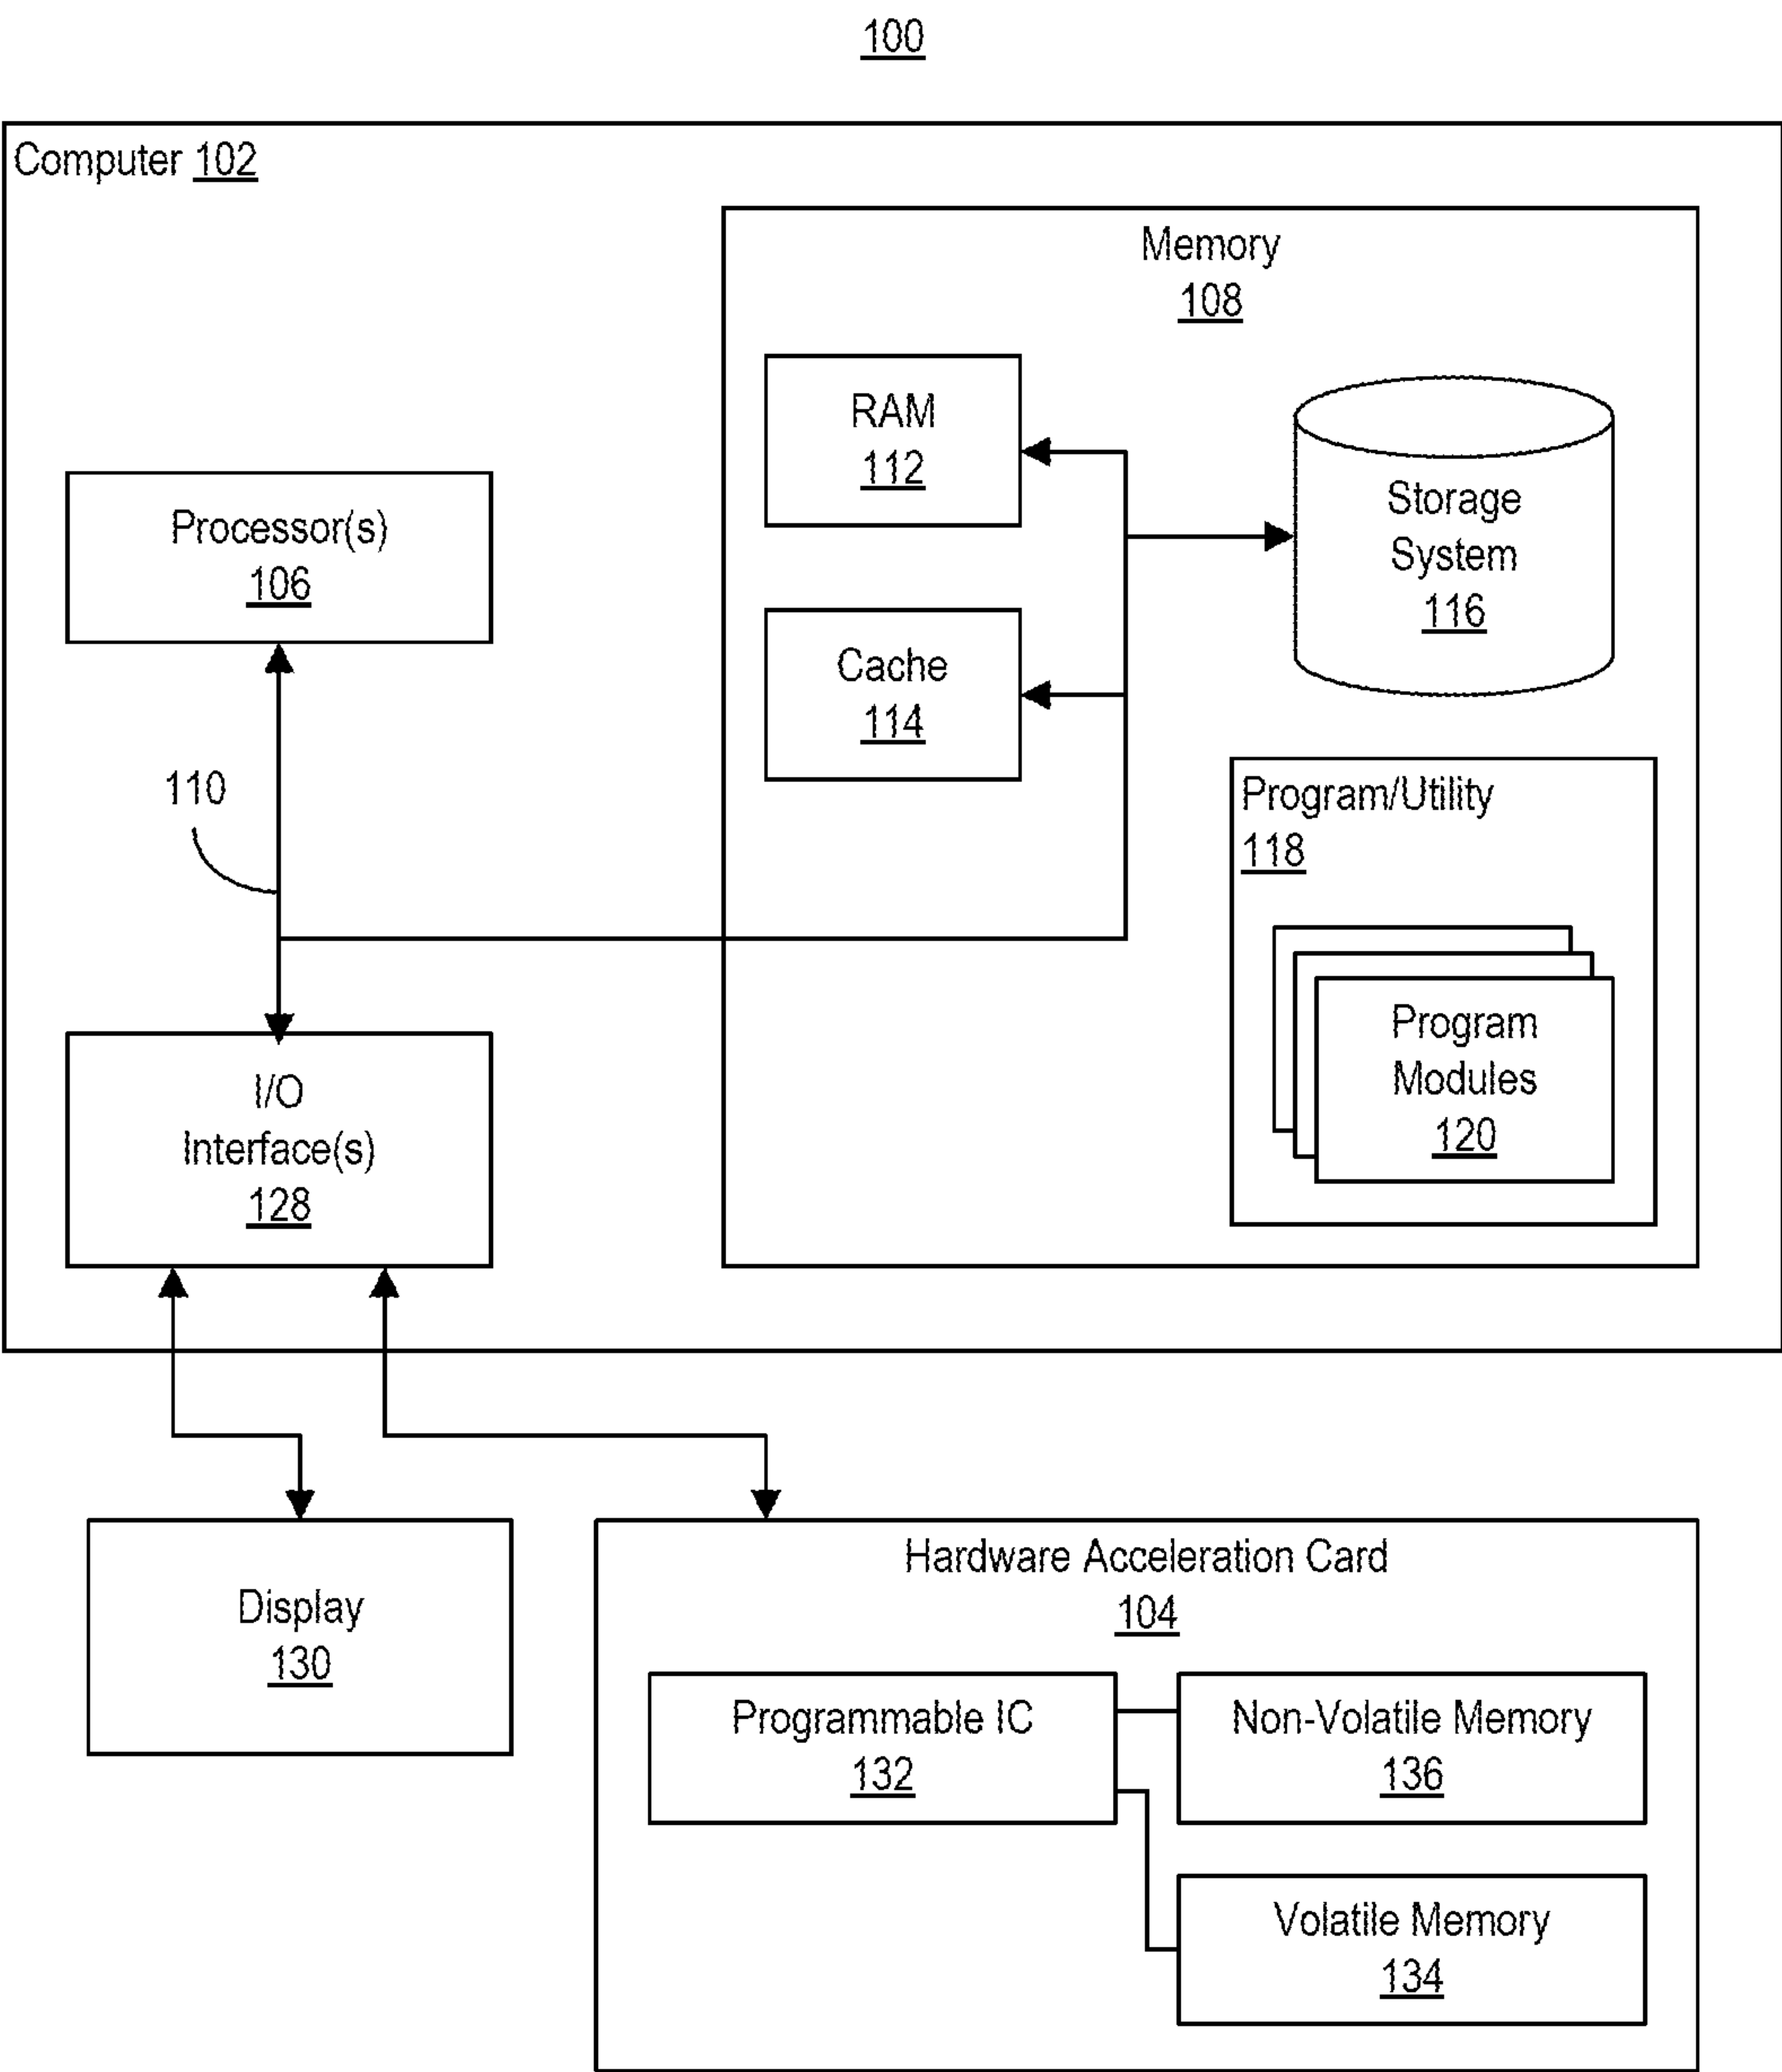 100
Computer 102
Memory
108
RAM
112
Storage
System
116
Processor(s)
106
Cache
114
110
Program/Utility
118
Program
Modules
120
I/O
Interface(s)
128
Hardware Acceleration Card
104
Display
130
Programmable IC
132
Non-Volatile Memory
136
Volatile Memory
134